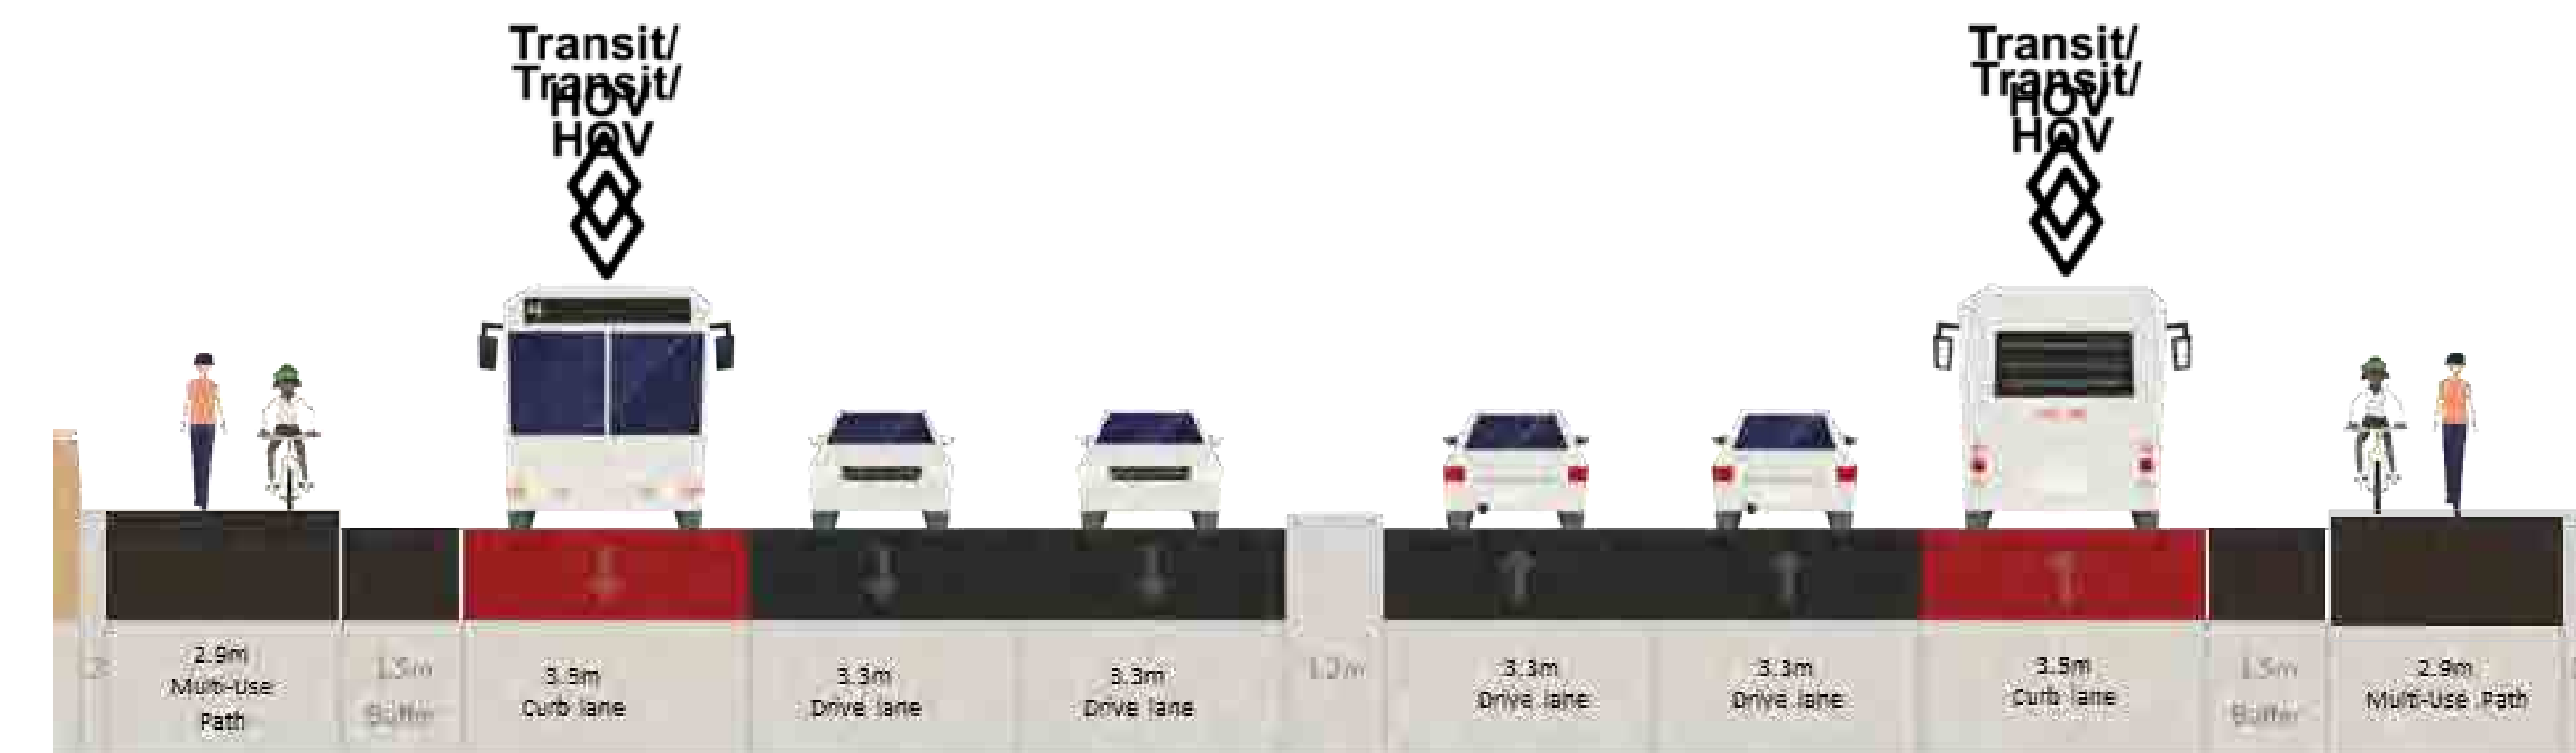 Transit/
Transit/
HOV
HOV
Transit/
Transit/
HOV
HOV
2.9m
Multi-Use
Path
1.5m
Buffer
3.5m
Curb lane
3.3m
Drive lane
3.3m
Drive lane
3.3m
Drive lane
3.3m
Drive lane
3.5m
Curb lane
1.5m
Buffer
2.9m
Multi-Use Path